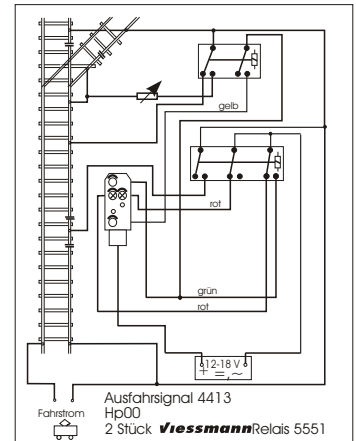 gelb
rot
grün
rot
12-18 V
+ =,~
Fahrstrom
Ausfahrsignal 4413
Hp00
2 Stück Viessmann Relais 5551